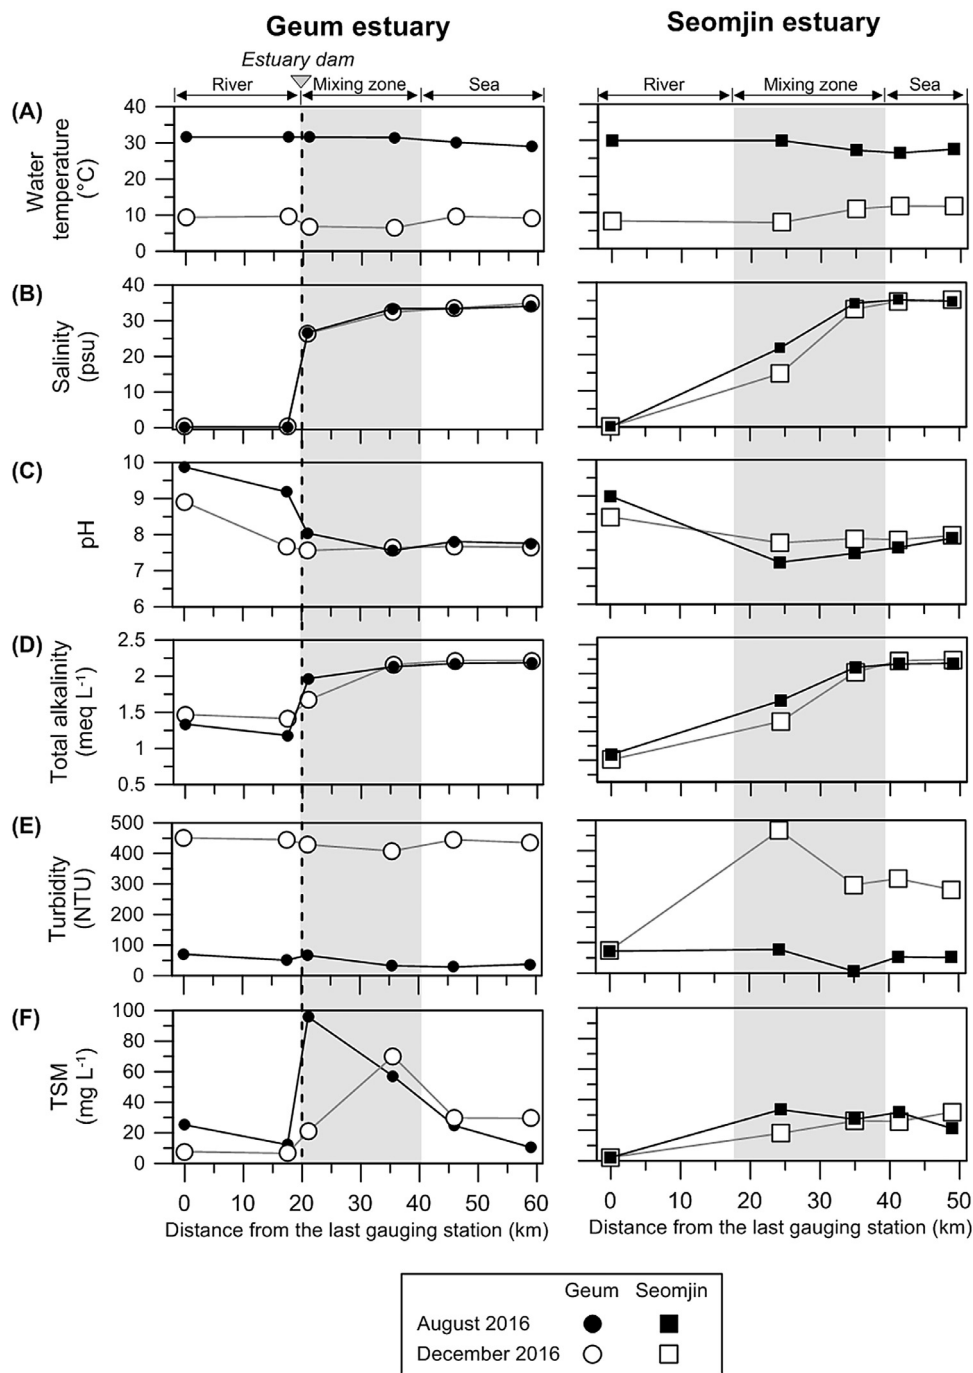 Geum estuary
Seomjin estuary
Estuary dam
River Mixing zone Sea
River Mixing zone Sea
(A)
Water temperature (°C)
40
30
20
10
0
(B)
Salinity (psu)
40
30
20
10
0
(C)
pH
10
9
8
7
6
(D)
Total alkalinity (meq L-1)
2.5
2
1.5
1
0.5
(E)
Turbidity (NTU)
500
400
300
200
100
0
(F)
TSM (mg L-1)
100
80
60
40
20
0
0 10 20 30 40 50 60
0 10 20 30 40 50
Distance from the last gauging station (km)
Distance from the last gauging station (km)
Geum Seomjin
August 2016
December 2016